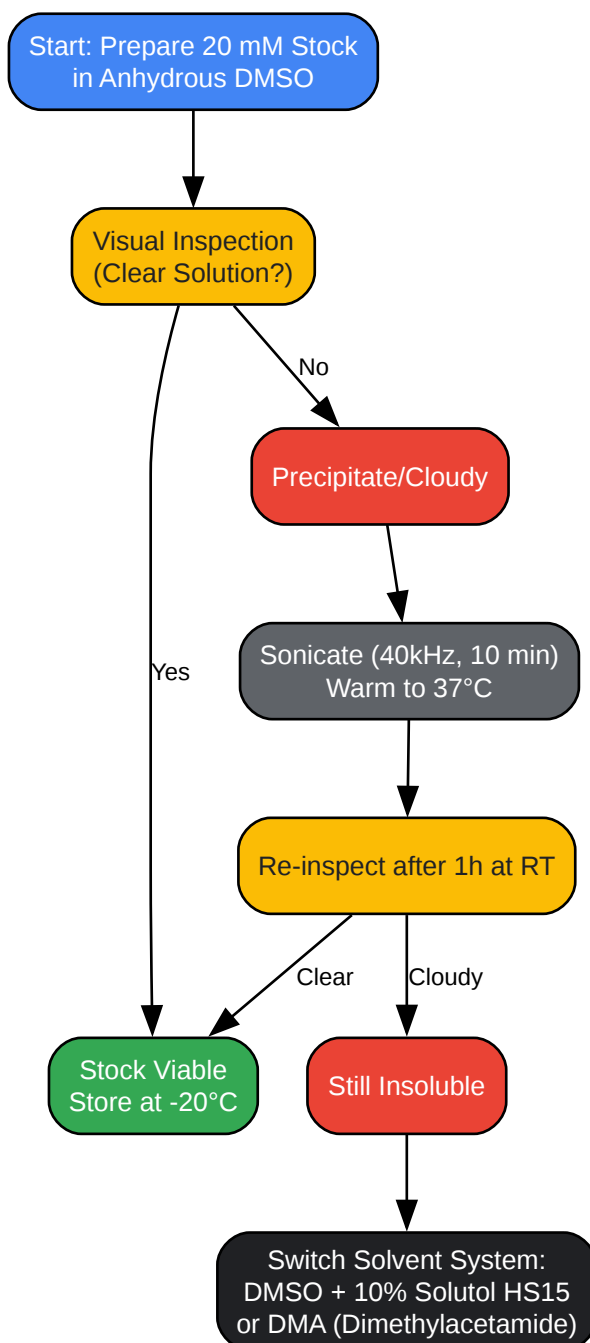 Start: Prepare 20 mM Stock
in Anhydrous DMSO
Visual Inspection
(Clear Solution?)
No
Precipitate/Cloudy
Sonicate (40kHz, 10 min)
Warm to 37°C
Yes
Re-inspect after 1h at RT
Clear
Cloudy
Stock Viable
Store at -20°C
Still Insoluble
Switch Solvent System:
DMSO + 10% Solutol HS15
or DMA (Dimethylacetamide)